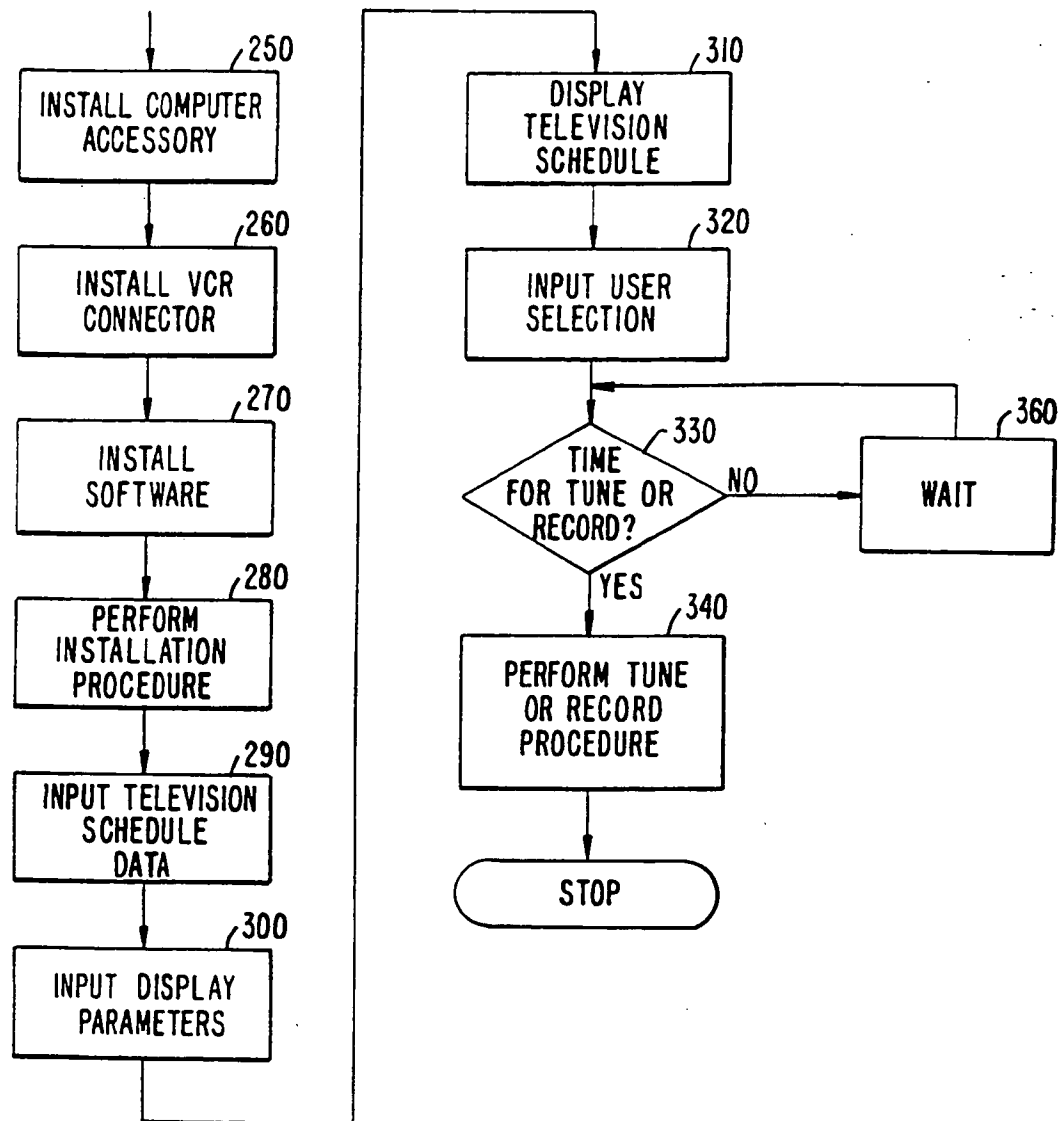 250
INSTALL COMPUTER
ACCESSORY
260
INSTALL VCR
CONNECTOR
270
INSTALL
SOFTWARE
280
PERFORM
INSTALLATION
PROCEDURE
290
INPUT TELEVISION
SCHEDULE
DATA
300
INPUT DISPLAY
PARAMETERS
310
DISPLAY
TELEVISION
SCHEDULE
320
INPUT USER
SELECTION
330
TIME
FOR TUNE OR
RECORD?
NO
360
WAIT
YES
340
PERFORM TUNE
OR RECORD
PROCEDURE
STOP